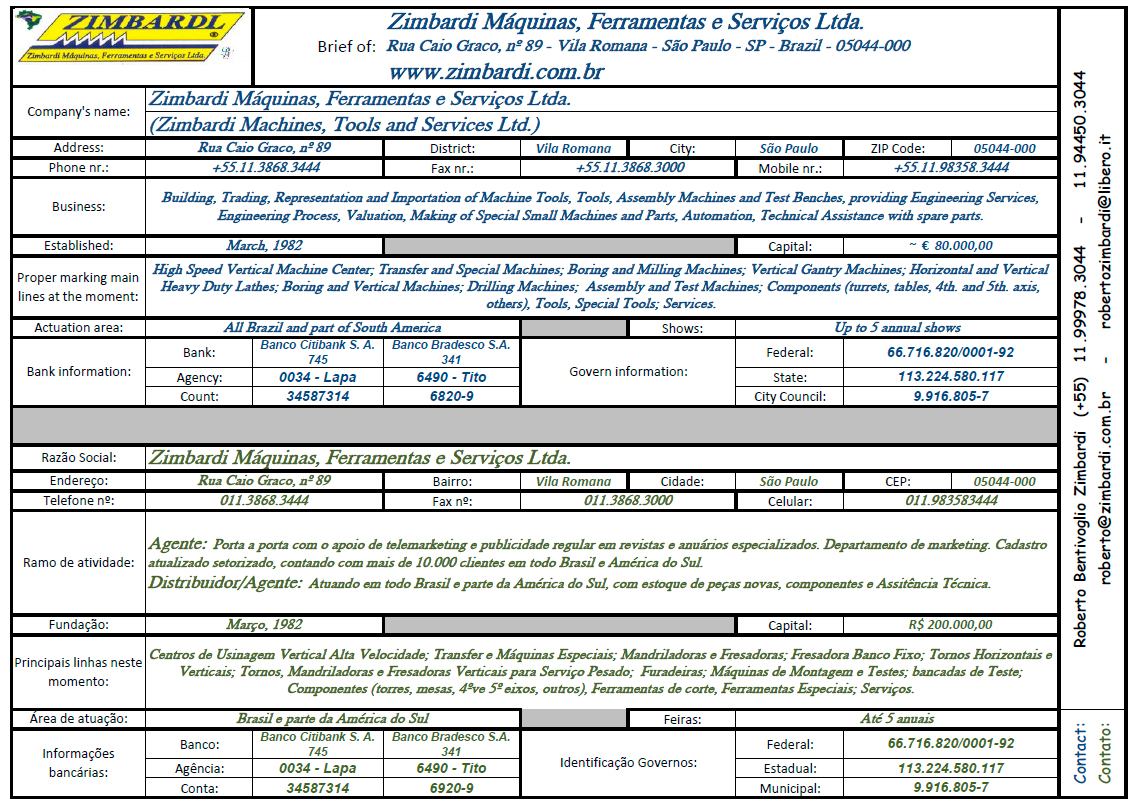 ZIMBARDI
®
Zimbardi Máquinas, Ferramentas e Serviços Ltda.
Brief of:
Zimbardi Máquinas, Ferramentas e Serviços Ltda.
Rua Caio Graco, nº 89 - Vila Romana - São Paulo - SP - Brazil - 05044-000
www.zimbardi.com.br
Company's name:
Zimbardi Máquinas, Ferramentas e Serviços Ltda.
(Zimbardi Machines, Tools and Services Ltd.)
Address: Rua Caio Graco, nº 89 District: Vila Romana City: São Paulo ZIP Code: 05044-000
Phone nr.: +55.11.3868.3444 Fax nr.: +55.11.3868.3000 Mobile nr.: +55.11.98358.3444
Business:
Building, Trading, Representation and Importation of Machine Tools, Tools, Assembly Machines and Test Benches, providing Engineering Services,
Engineering Process, Valuation, Making of Special Small Machines and Parts, Automation, Technical Assistance with spare parts.
Established: March, 1982 Capital: ~ € 80.000,00
Proper marking main
lines at the moment:
High Speed Vertical Machine Center; Transfer and Special Machines; Boring and Milling Machines; Vertical Gantry Machines; Horizontal and Vertical
Heavy Duty Lathes; Boring and Vertical Machines; Drilling Machines; Assembly and Test Machines; Components (turrets, tables, 4th. and 5th. axis,
others), Tools, Special Tools; Services.
Actuation area: All Brazil and part of South America Shows: Up to 5 annual shows
Bank information:
Bank: Banco Citibank S. A. 745 Banco Bradesco S.A. 341
Agency: 0034 - Lapa 6490 - Tito
Count: 34587314 6820-9
Govern information:
Federal: 66.716.820/0001-92
State: 113.224.580.117
City Council: 9.916.805-7
Razão Social: Zimbardi Máquinas, Ferramentas e Serviços Ltda.
Endereço: Rua Caio Graco, nº 89 Bairro: Vila Romana Cidade: São Paulo CEP: 05044-000
Telefone nº: 011.3868.3444 Fax nº: 011.3868.3000 Celular: 011.983583444
Ramo de atividade:
Agente: Porta a porta com o apoio de telemarketing e publicidade regular em revistas e anuários especializados. Departamento de marketing. Cadastro
atualizado setorizado, contando com mais de 10.000 clientes em todo Brasil e América do Sul.
Distribuidor/Agente: Atuando em todo Brasil e parte da América do Sul, com estoque de peças novas, componentes e Assitência Técnica.
Fundação: Março, 1982 Capital: R$ 200.000,00
Principais linhas neste
momento:
Centros de Usinagem Vertical Alta Velocidade; Transfer e Máquinas Especiais; Mandriladoras e Fresadoras; Fresadora Banco Fixo; Tornos Horizontais e
Verticais; Tornos, Mandriladoras e Fresadoras Verticais para Serviço Pesado; Furadeiras; Máquinas de Montagem e Testes; bancadas de Teste;
Componentes (torres, mesas, 4ªve 5º eixos, outros), Ferramentas de corte, Ferramentas Especiais; Serviços.
Área de atuação: Brasil e parte da América do Sul Feiras: Até 5 anuais
Informações
bancárias:
Banco: Banco Citibank S. A. 745 Banco Bradesco S.A. 341
Agência: 0034 - Lapa 6490 - Tito
Conta: 34587314 6920-9
Identificação Governos:
Federal: 66.716.820/0001-92
Estadual: 113.224.580.117
Municipal: 9.916.805-7
Contact: Roberto Bentivoglio Zimbardi (+55) 11.99978.3044 - 11.94450.3044
Contato: roberto@zimbardi.com.br - robertozimbardi@libero.it